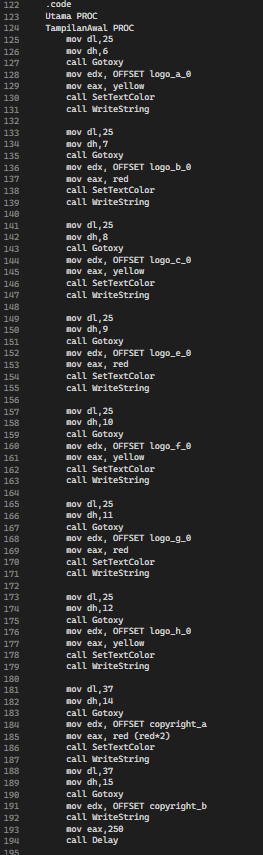 122 .code
123 Utama PROC
124 TampilanAwal PROC
125 mov dl,25
126 mov dh,6
127 call Gotoxy
128 mov edx, OFFSET logo_a_0
129 mov eax, yellow
130 call SetTextColor
131 call WriteString
132
133 mov dl,25
134 mov dh,7
135 call Gotoxy
136 mov edx, OFFSET logo_b_0
137 mov eax, red
138 call SetTextColor
139 call WriteString
140
141 mov dl,25
142 mov dh,8
143 call Gotoxy
144 mov edx, OFFSET logo_c_0
145 mov eax, yellow
146 call SetTextColor
147 call WriteString
148
149 mov dl,25
150 mov dh,9
151 call Gotoxy
152 mov edx, OFFSET logo_e_0
153 mov eax, red
154 call SetTextColor
155 call WriteString
156
157 mov dl,25
158 mov dh,10
159 call Gotoxy
160 mov edx, OFFSET logo_f_0
161 mov eax, yellow
162 call SetTextColor
163 call WriteString
164
165 mov dl,25
166 mov dh,11
167 call Gotoxy
168 mov edx, OFFSET logo_g_0
169 mov eax, red
170 call SetTextColor
171 call WriteString
172
173 mov dl,25
174 mov dh,12
175 call Gotoxy
176 mov edx, OFFSET logo_h_0
177 mov eax, yellow
178 call SetTextColor
179 call WriteString
180
181 mov dl,37
182 mov dh,14
183 call Gotoxy
184 mov edx, OFFSET copyright_a
185 mov eax, red (red*2)
186 call SetTextColor
187 call WriteString
188 mov dl,37
189 mov dh,15
190 call Gotoxy
191 mov edx, OFFSET copyright_b
192 call WriteString
193 mov eax,250
194 call Delay
195